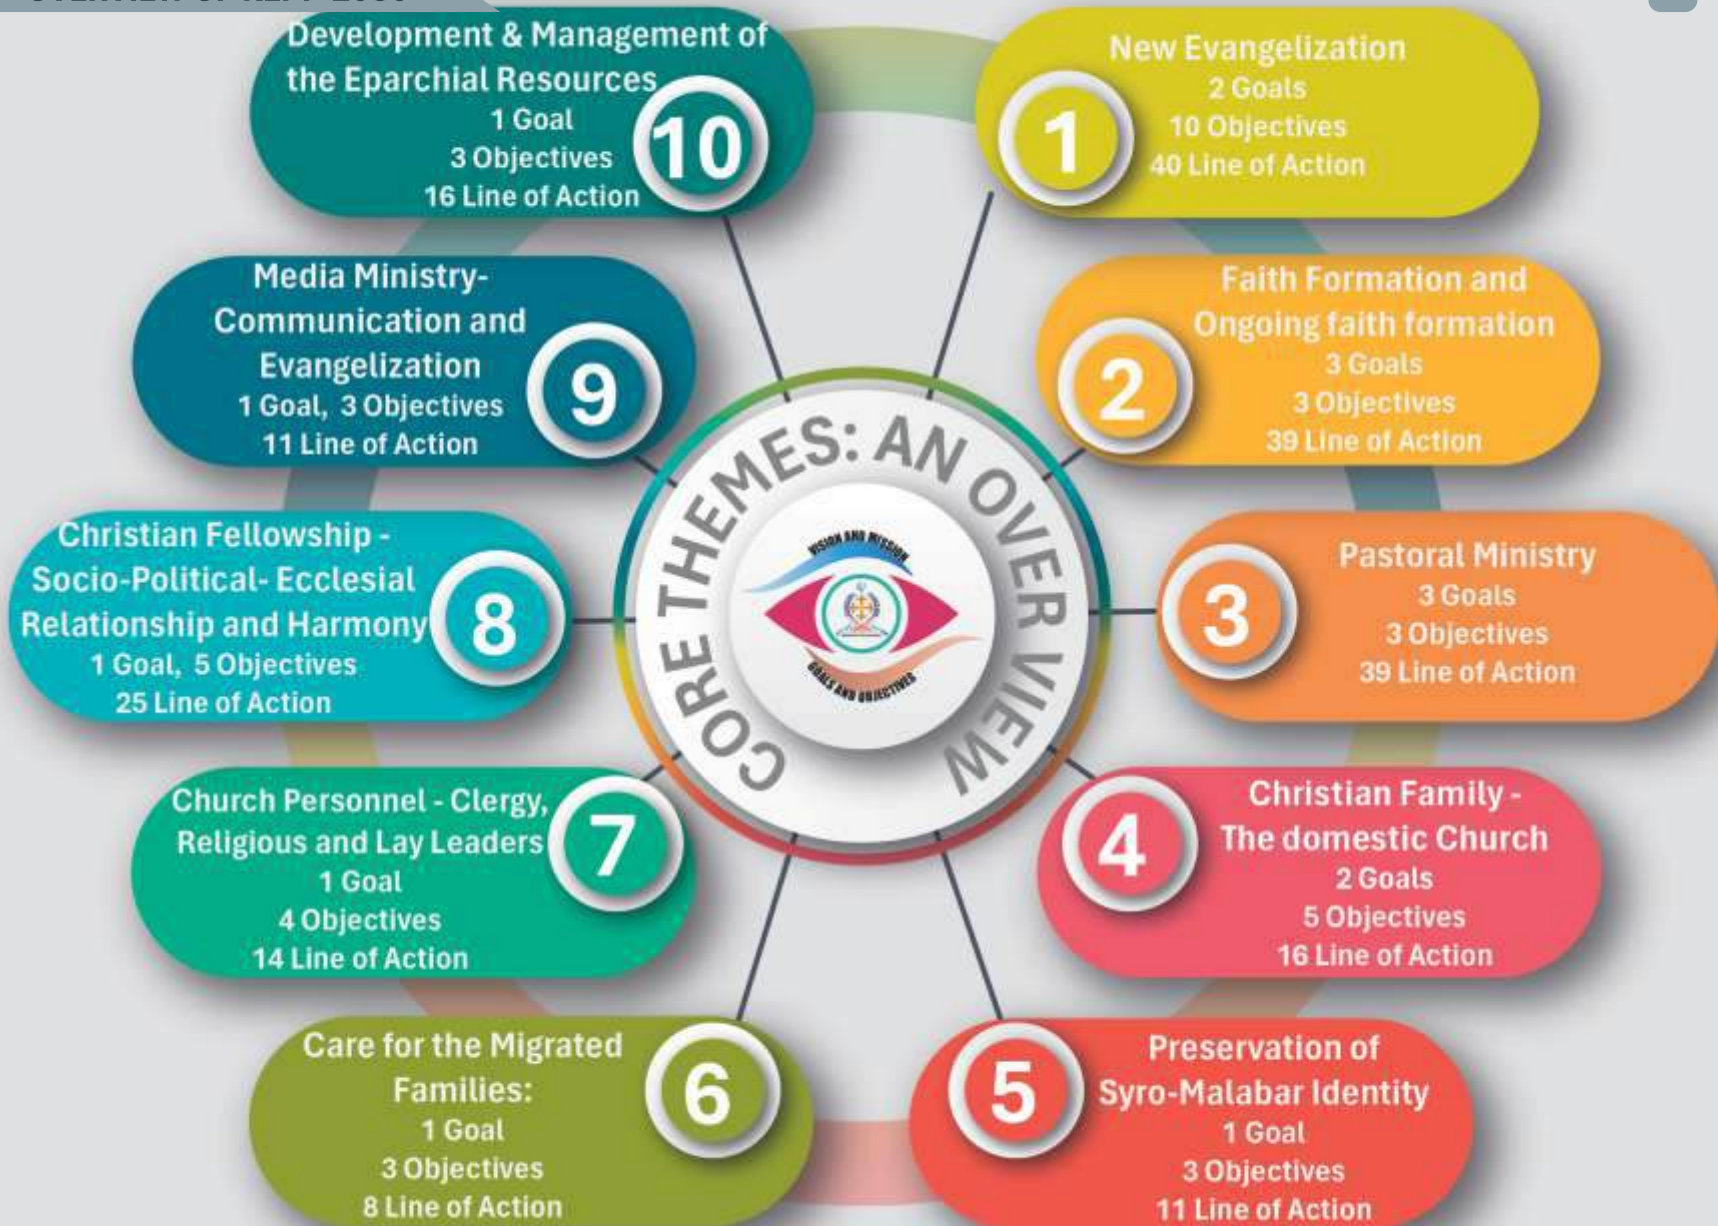 CORE THEMES: AN OVER VIEW
VISION AND MISSION
GOALS AND OBJECTIVES
1
New Evangelization
2 Goals
10 Objectives
40 Line of Action
2
Faith Formation and
Ongoing faith formation
3 Goals
3 Objectives
39 Line of Action
3
Pastoral Ministry
3 Goals
3 Objectives
39 Line of Action
4
Christian Family -
The domestic Church
2 Goals
5 Objectives
16 Line of Action
5
Preservation of
Syro-Malabar Identity
1 Goal
3 Objectives
11 Line of Action
6
Care for the Migrated
Families:
1 Goal
3 Objectives
8 Line of Action
7
Church Personnel - Clergy,
Religious and Lay Leaders
1 Goal
4 Objectives
14 Line of Action
8
Christian Fellowship -
Socio-Political- Ecclesial
Relationship and Harmony
1 Goal, 5 Objectives
25 Line of Action
9
Media Ministry-
Communication and
Evangelization
1 Goal, 3 Objectives
11 Line of Action
10
Development & Management of
the Eparchial Resources
1 Goal
3 Objectives
16 Line of Action